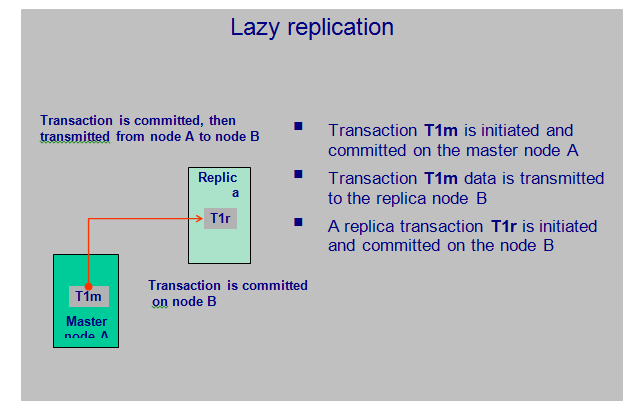 Lazy replication
Transaction is committed, then
transmitted from node A to node B
Replic
a
T1r
Transaction is committed
on node B
T1m
Master
node A
Transaction T1m is initiated and
committed on the master node A
Transaction T1m data is transmitted
to the replica node B
A replica transaction T1r is initiated
and committed on the node B